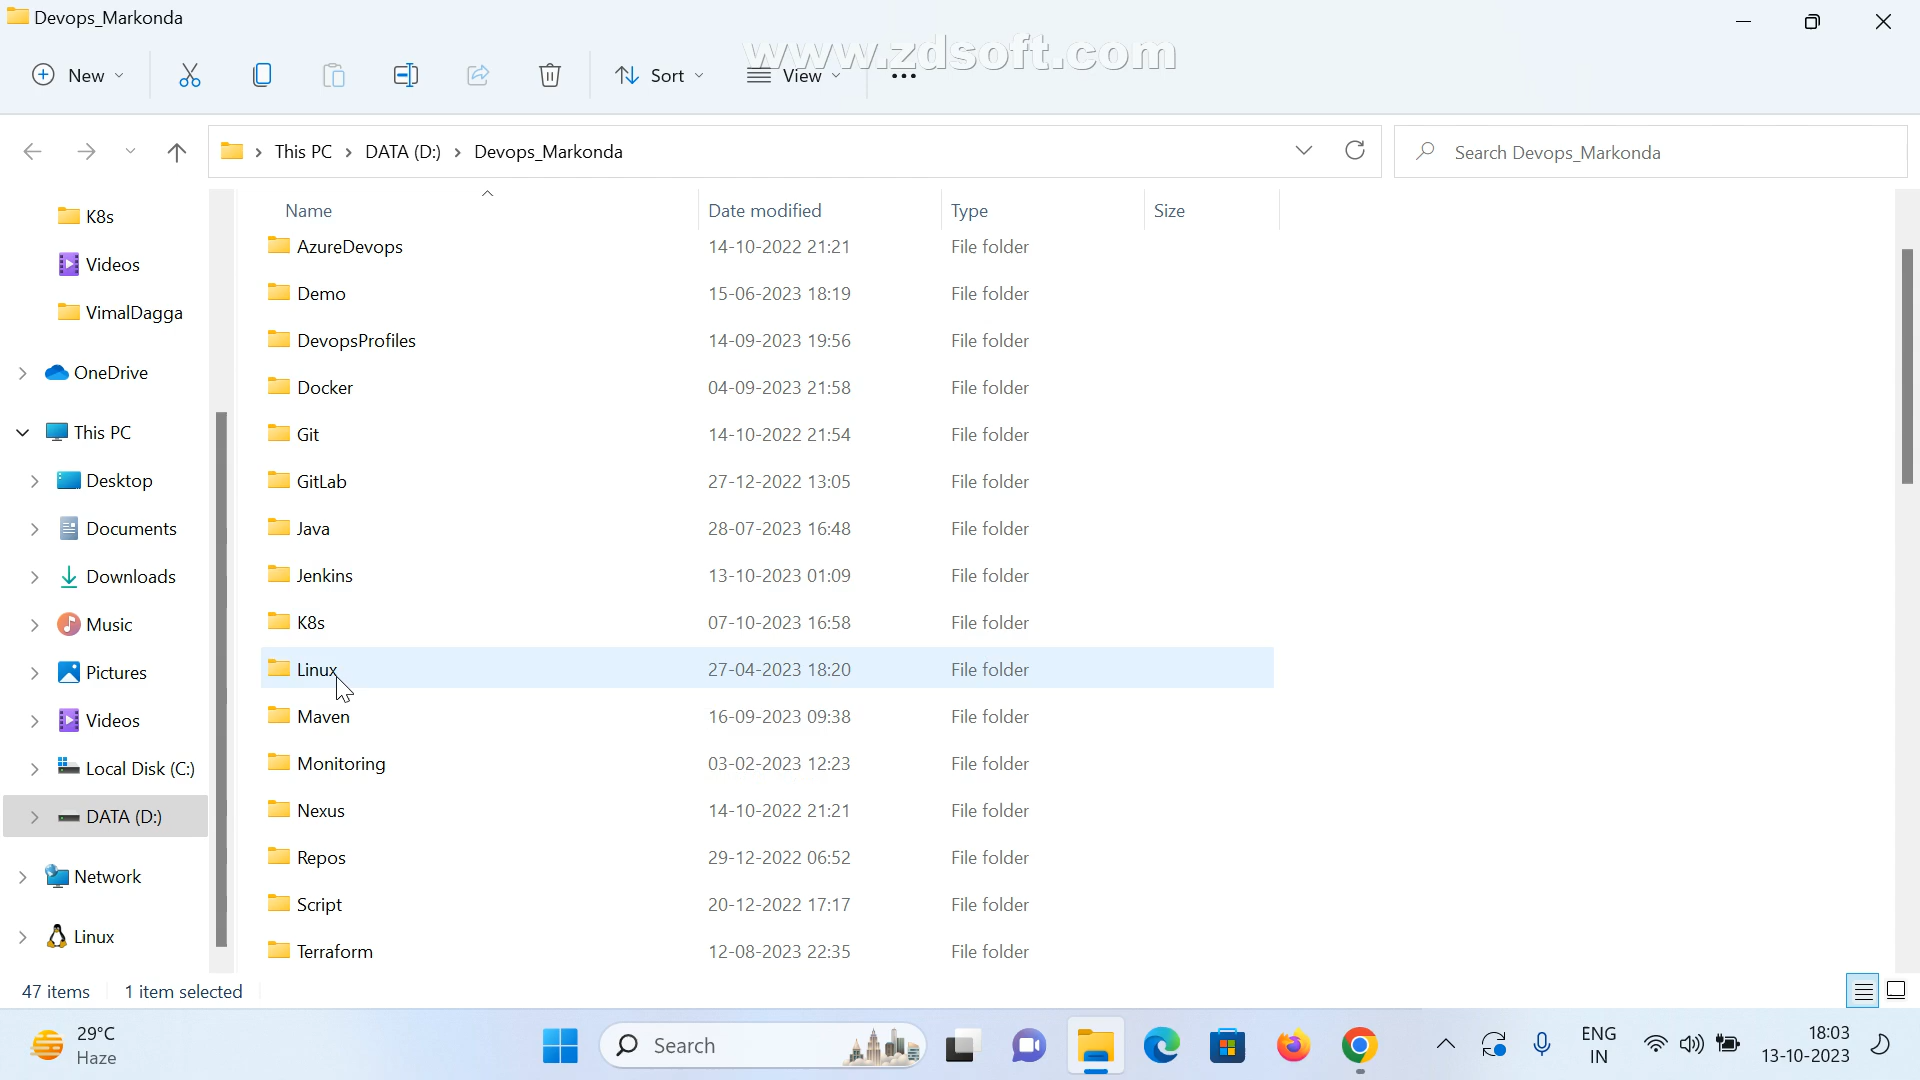 Devops_Markonda
www.zdsoft.com
New
Sort
View
This PC > DATA (D:) > Devops_Markonda
Search Devops_Markonda
K8s
Videos
VimalDagga
OneDrive
This PC
Desktop
Documents
Downloads
Music
Pictures
Videos
Local Disk (C:)
DATA (D:)
Network
Linux
Name Date modified Type Size
AzureDevops 14-10-2022 21:21 File folder
Demo 15-06-2023 18:19 File folder
DevopsProfiles 14-09-2023 19:56 File folder
Docker 04-09-2023 21:58 File folder
Git 14-10-2022 21:54 File folder
GitLab 27-12-2022 13:05 File folder
Java 28-07-2023 16:48 File folder
Jenkins 13-10-2023 01:09 File folder
K8s 07-10-2023 16:58 File folder
Linux 27-04-2023 18:20 File folder
Maven 16-09-2023 09:38 File folder
Monitoring 03-02-2023 12:23 File folder
Nexus 14-10-2022 21:21 File folder
Repos 29-12-2022 06:52 File folder
Script 20-12-2022 17:17 File folder
Terraform 12-08-2023 22:35 File folder
47 items 1 item selected
29°C
Haze
Search
ENG
IN
18:03
13-10-2023